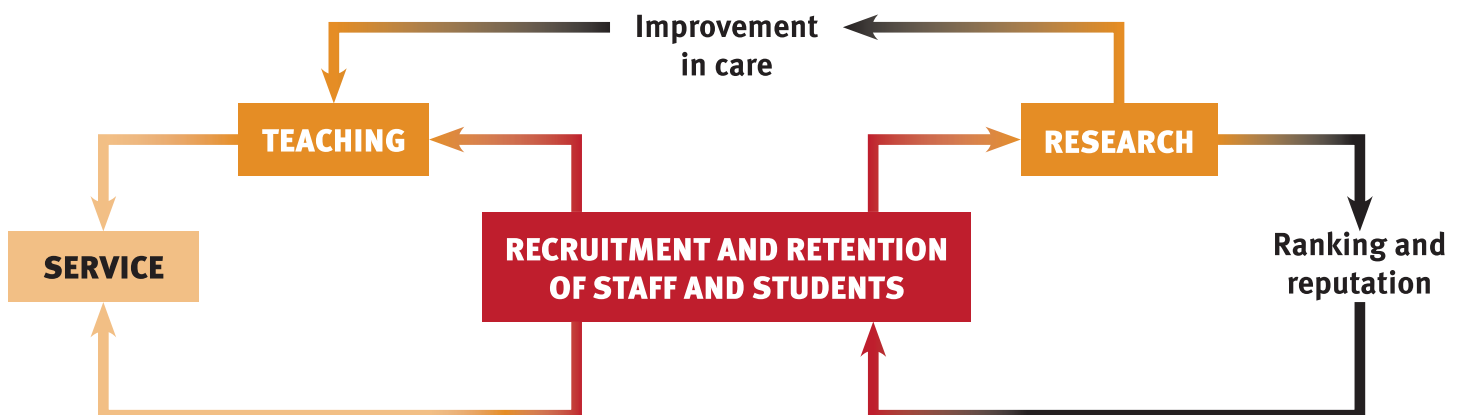 Improvement
in care
TEACHING
RESEARCH
SERVICE
RECRUITMENT AND RETENTION
OF STAFF AND STUDENTS
Ranking and
reputation